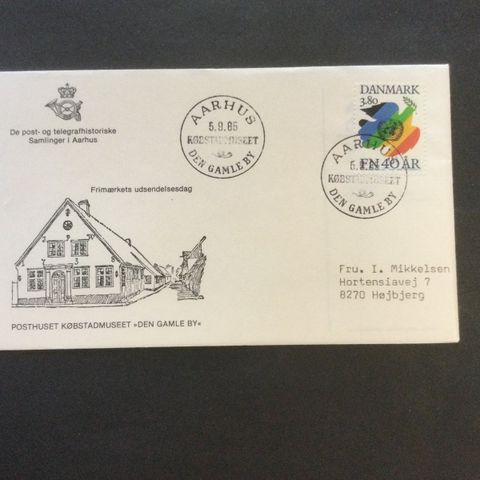 De post- og telegrafhistoriske
Samlinger i Aarhus
AARHUS
5.9.85
KØBSTADMUSEET
DEN GAMLE BY
DANMARK
3.80
FN 40 ÅR
AARHUS
KØBSTADMUSEET
DEN GAMLE BY
Frimærkets udsendelsesdag
Fru. I. Mikkelsen
Hortensiavej 7
8270 Højbjerg
POSTHUSET KØBSTADMUSEET »DEN GAMLE BY«